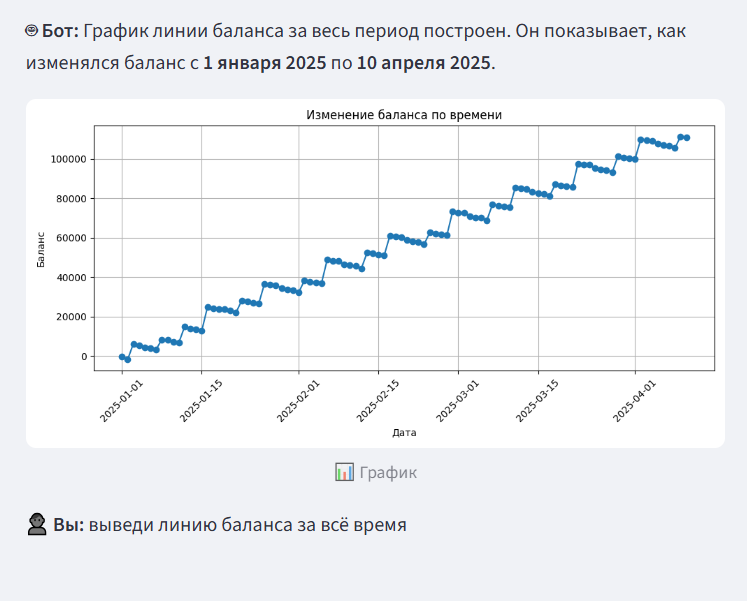 Бот: График линии баланса за весь период построен. Он показывает, как
изменялся баланс с 1 января 2025 по 10 апреля 2025.
Изменение баланса по времени
Баланс
100000
80000
60000
40000
20000
0
2025-01-01
2025-01-15
2025-02-01
2025-02-15
2025-03-01
2025-03-15
2025-04-01
Дата
График
Вы: выведи линию баланса за всё время